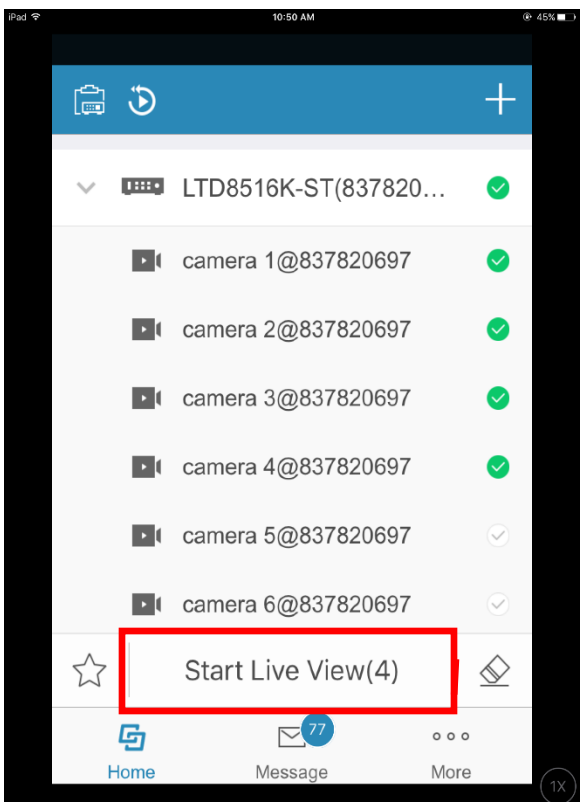 iPad 10:50 AM 45%
LTD8516K-ST(837820...
camera 1@837820697
camera 2@837820697
camera 3@837820697
camera 4@837820697
camera 5@837820697
camera 6@837820697
Start Live View(4)
77
Home Message More
1X